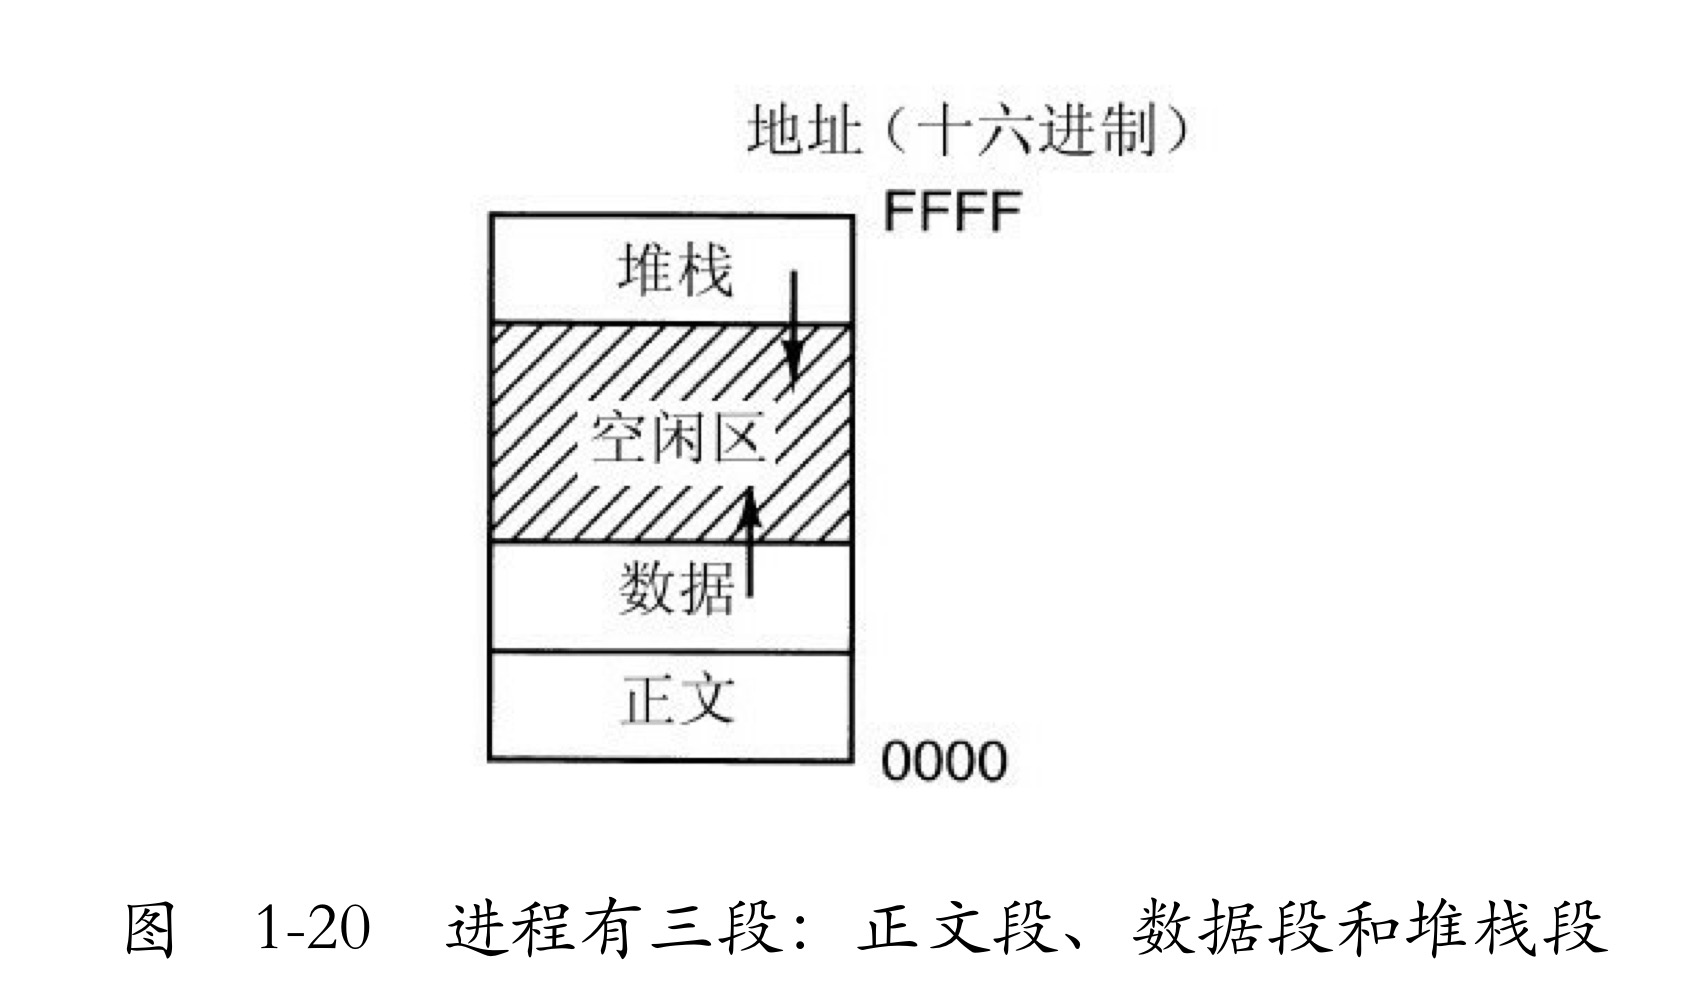 地址（十六进制）
FFFF
堆栈
空闲区
数据
正文
0000
图 1-20 进程有三段：正文段、数据段和堆栈段